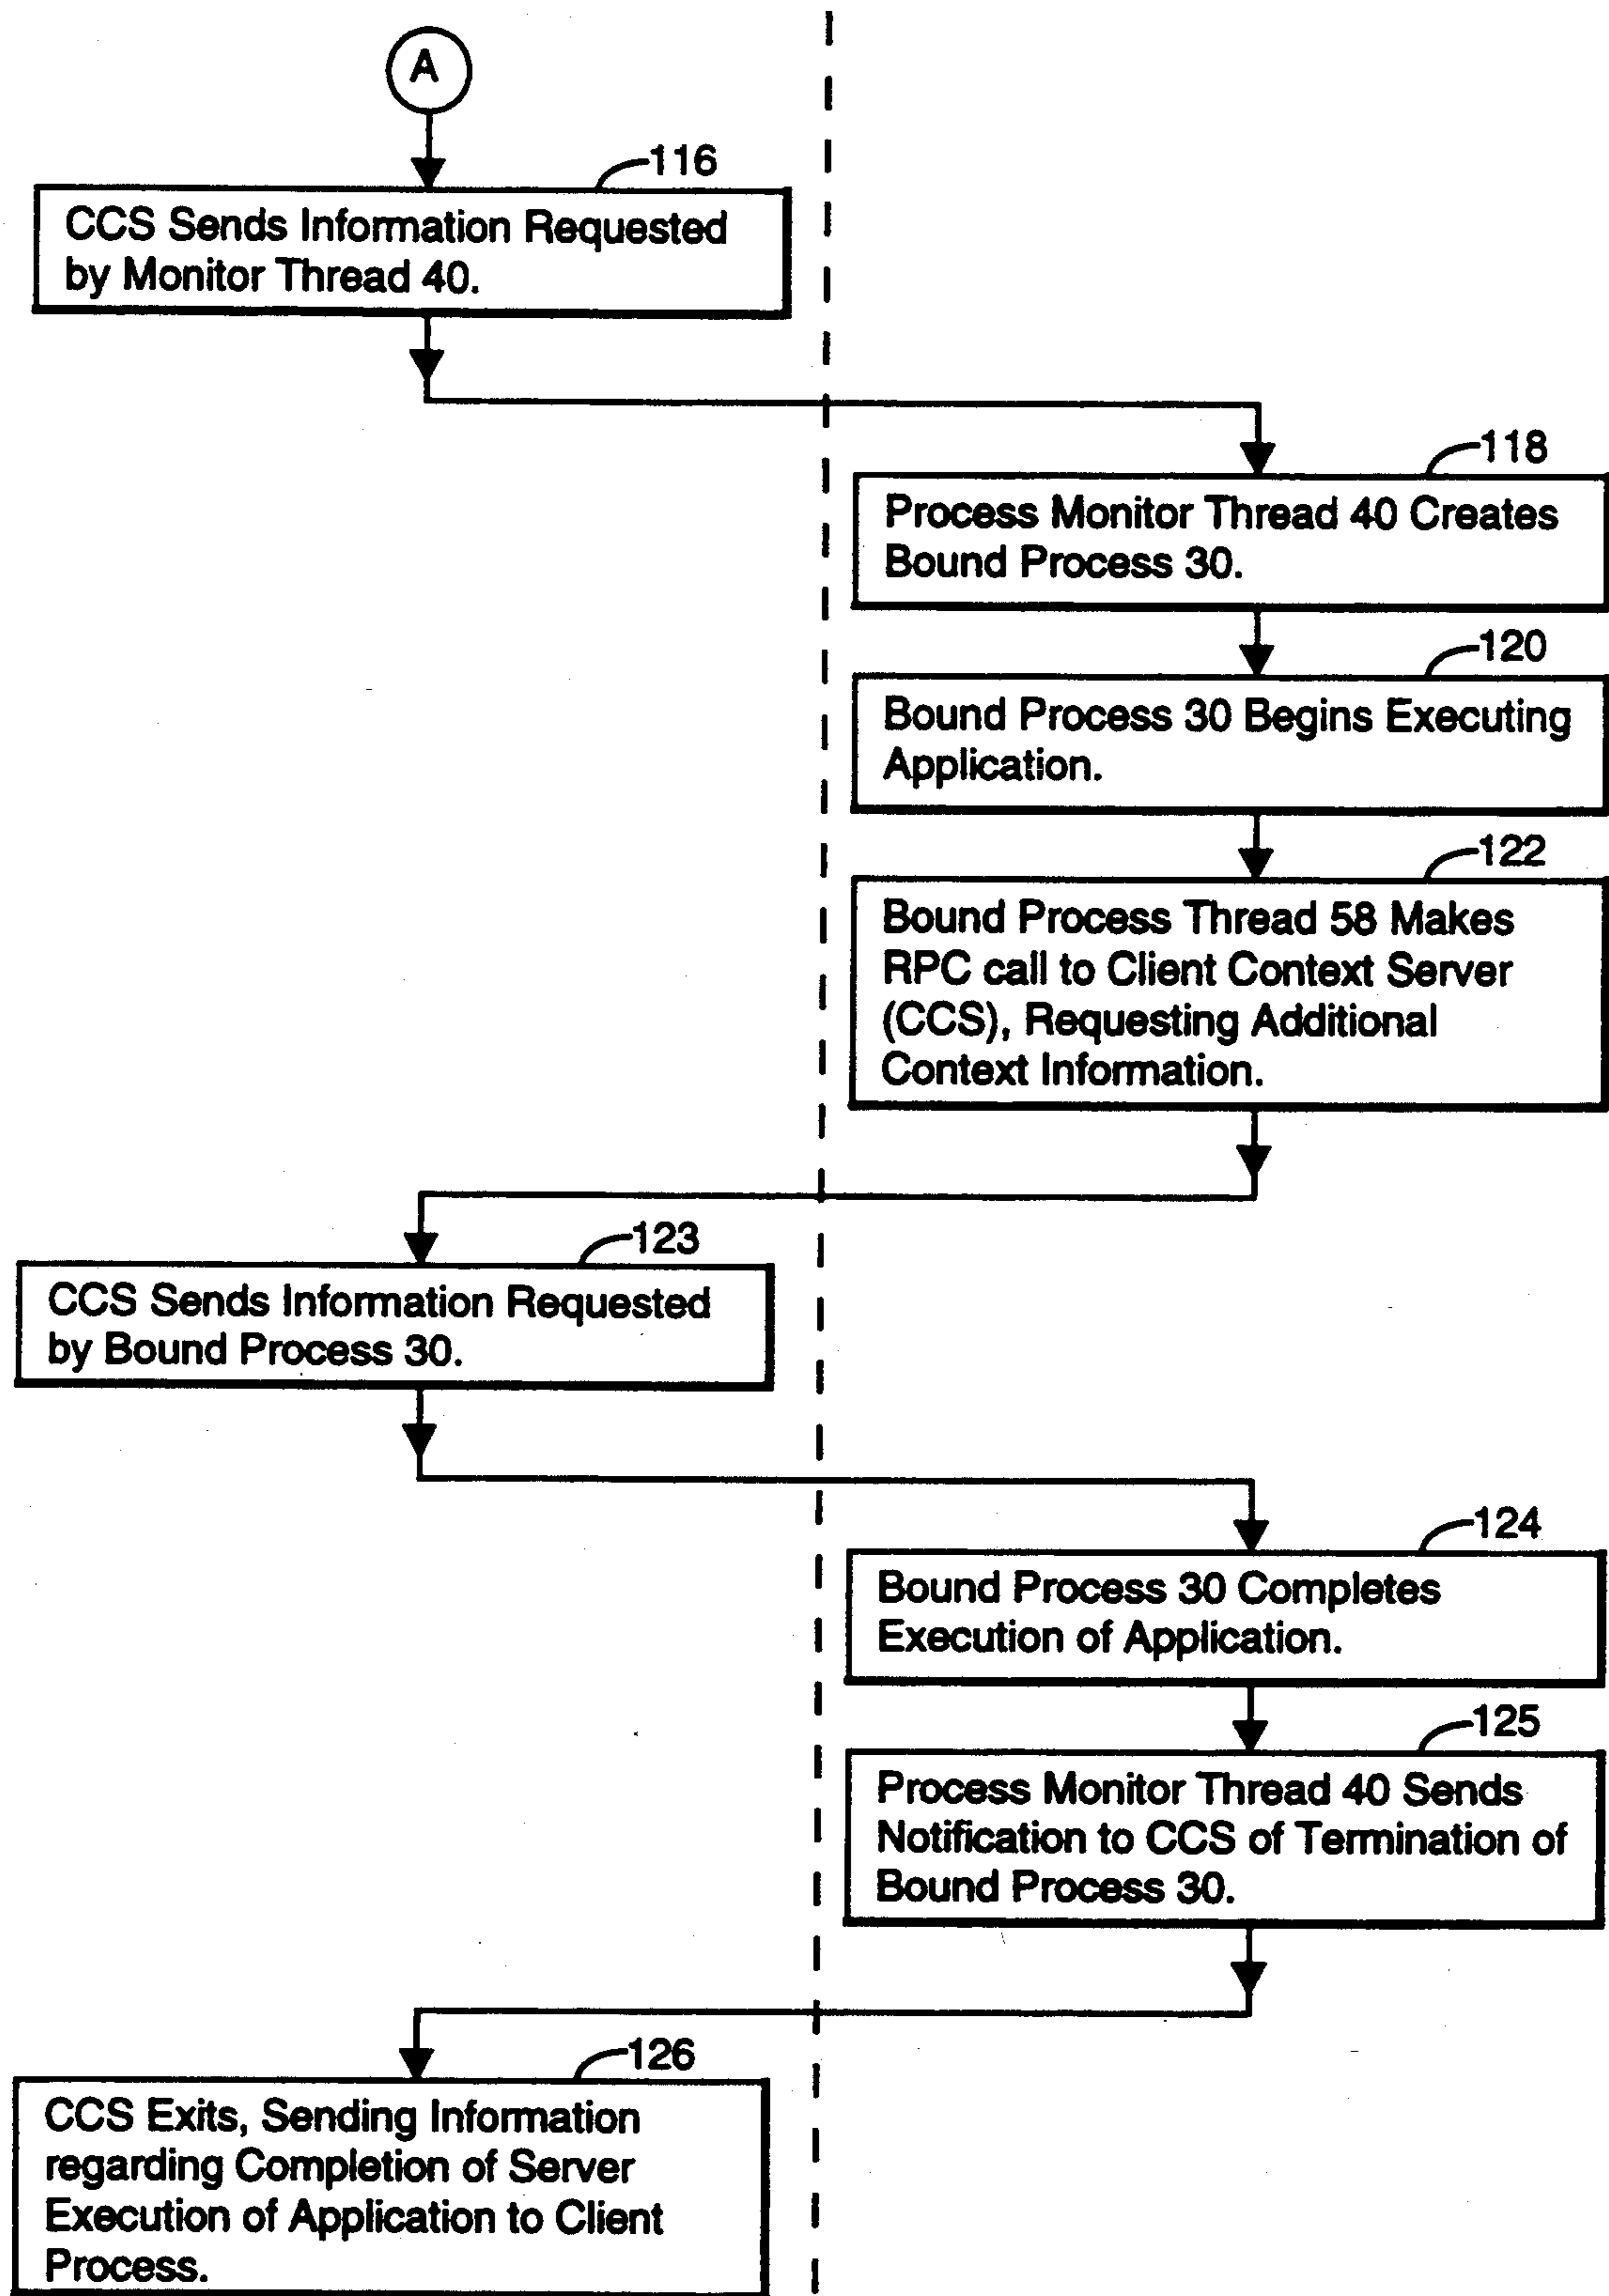 A
116
CCS Sends Information Requested
by Monitor Thread 40.
118
Process Monitor Thread 40 Creates
Bound Process 30.
120
Bound Process 30 Begins Executing
Application.
122
Bound Process Thread 58 Makes
RPC call to Client Context Server
(CCS), Requesting Additional
Context Information.
123
CCS Sends Information Requested
by Bound Process 30.
124
Bound Process 30 Completes
Execution of Application.
125
Process Monitor Thread 40 Sends
Notification to CCS of Termination of
Bound Process 30.
126
CCS Exits, Sending Information
regarding Completion of Server
Execution of Application to Client
Process.